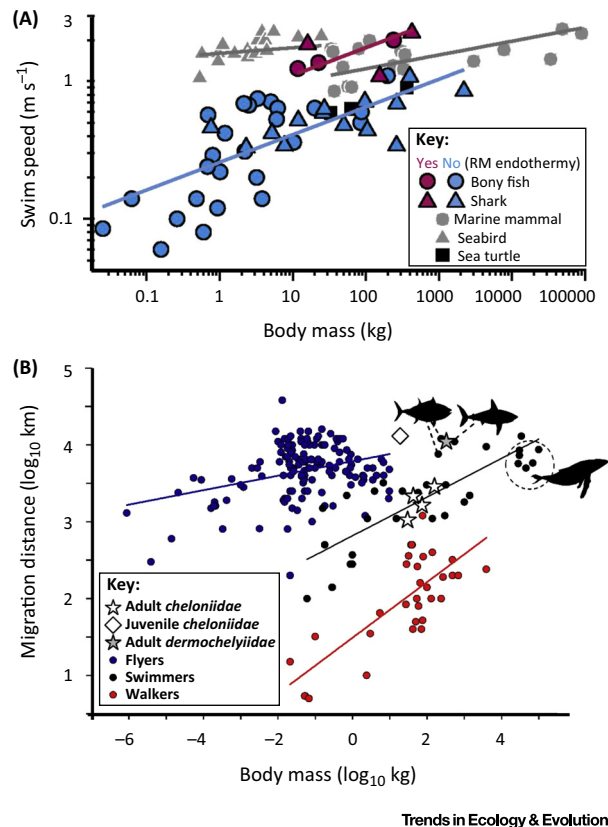 (A)
3
1
0.1
Swim speed (m s⁻¹)
Key:
Yes No (RM endothermy)
Bony fish
Shark
Marine mammal
Seabird
Sea turtle
0.1 1 10 100 1000 10000 100000
Body mass (kg)
(B)
5
4
3
2
1
Migration distance (log₁₀ km)
Key:
Adult cheloniidae
Juvenile cheloniidae
Adult dermochelyiidae
Flyers
Swimmers
Walkers
−6 −4 −2 0 2 4
Body mass (log₁₀ kg)
Trends in Ecology & Evolution